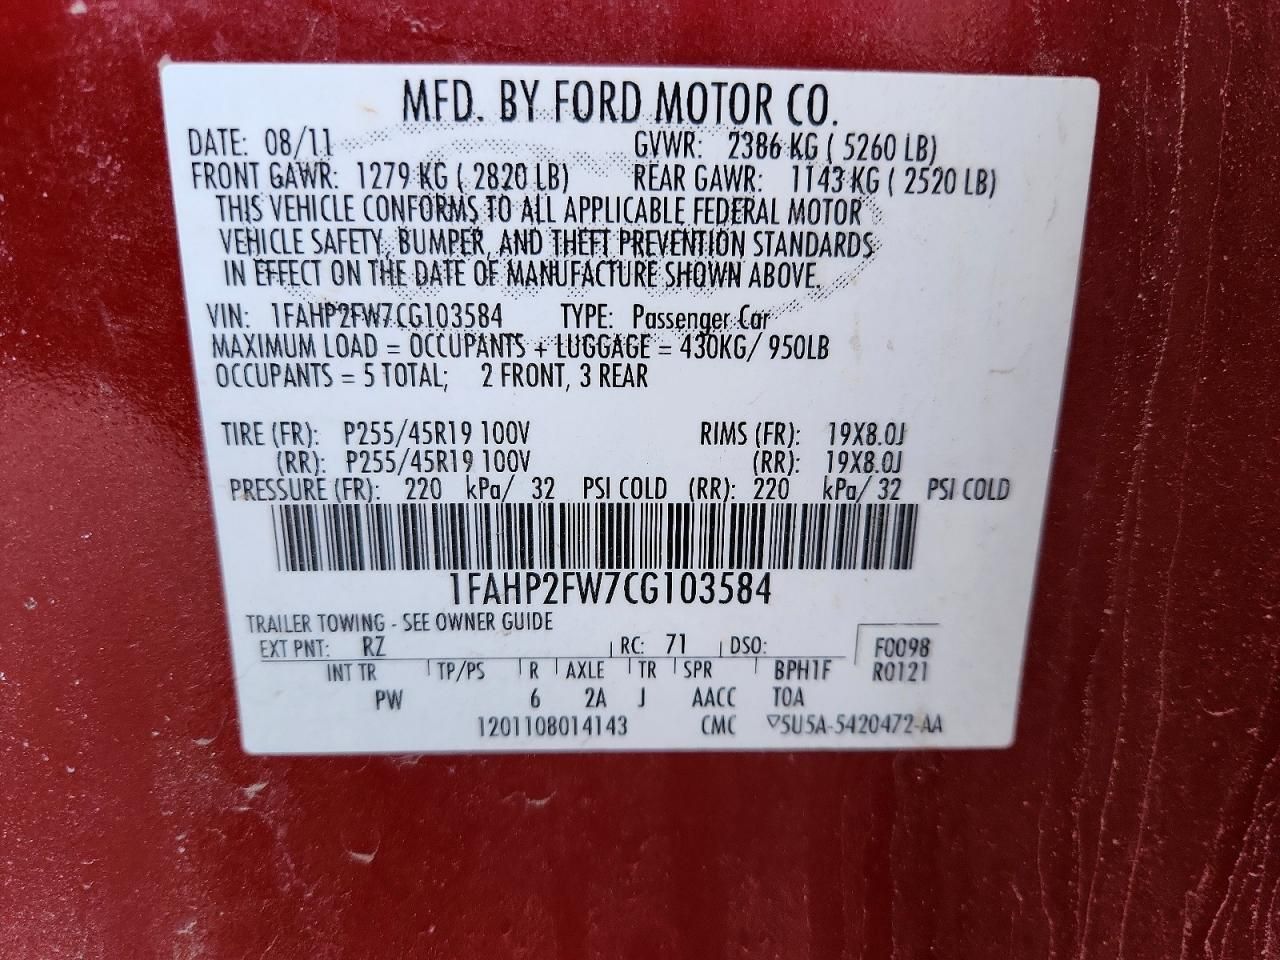 MFD. BY FORD MOTOR CO.
DATE: 08/11 GVWR: 2386 KG ( 5260 LB)
FRONT GAWR: 1279 KG ( 2820 LB) REAR GAWR: 1143 KG ( 2520 LB)
THIS VEHICLE CONFORMS TO ALL APPLICABLE FEDERAL MOTOR
VEHICLE SAFETY, BUMPER, AND THEFT PREVENTION STANDARDS
IN EFFECT ON THE DATE OF MANUFACTURE SHOWN ABOVE.
VIN: 1FAHP2FW7CG103584 TYPE: Passenger Car
MAXIMUM LOAD = OCCUPANTS + LUGGAGE = 430KG/ 950LB
OCCUPANTS = 5 TOTAL; 2 FRONT, 3 REAR
TIRE (FR): P255/45R19 100V RIMS (FR): 19X8.0J
(RR): P255/45R19 100V (RR): 19X8.0J
PRESSURE (FR): 220 kPa/ 32 PSI COLD (RR): 220 kPa/ 32 PSI COLD
1FAHP2FW7CG103584
TRAILER TOWING - SEE OWNER GUIDE
EXT PNT: RZ RC: 71 DSO: F0098
INT TR TP/PS R AXLE TR SPR BPH1F R0121
PW 6 2A J AACC TOA
1201108014143 CMC ▽5U5A-5420472-AA